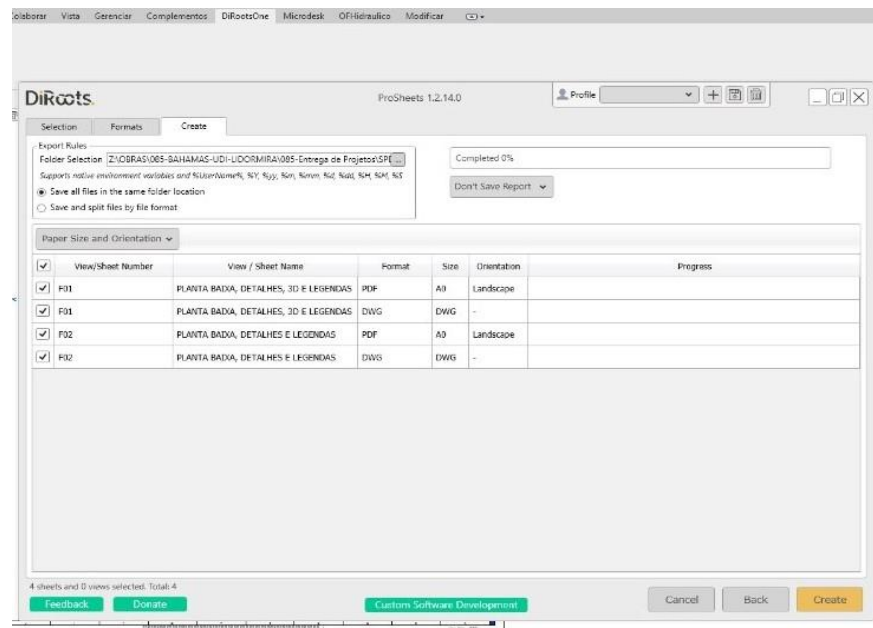 olaborar Vista Gerenciar Complementos DiRootsOne Microdesk OFHidraulico Modificar
DiRoots. ProSheets 1.2.14.0 Profile
Selection Formats Create
Export Rules
Folder Selection Z:\OBRAS\085-BAHAMAS-UDI-LIDORMIRA\085-Entrega de Projetos\SPD ...
Supports native environment variables and %UserName%, %Y, %yy, %m, %mm, %d, %dd, %H, %M, %S
Save all files in the same folder location
Save and split files by file format
Completed 0%
Don't Save Report
Paper Size and Orientation
View/Sheet Number View / Sheet Name Format Size Orientation Progress
F01 PLANTA BAIXA, DETALHES, 3D E LEGENDAS PDF A0 Landscape
F01 PLANTA BAIXA, DETALHES, 3D E LEGENDAS DWG DWG -
F02 PLANTA BAIXA, DETALHES E LEGENDAS PDF A0 Landscape
F02 PLANTA BAIXA, DETALHES E LEGENDAS DWG DWG -
4 sheets and 0 views selected. Total: 4
Feedback Donate Custom Software Development Cancel Back Create